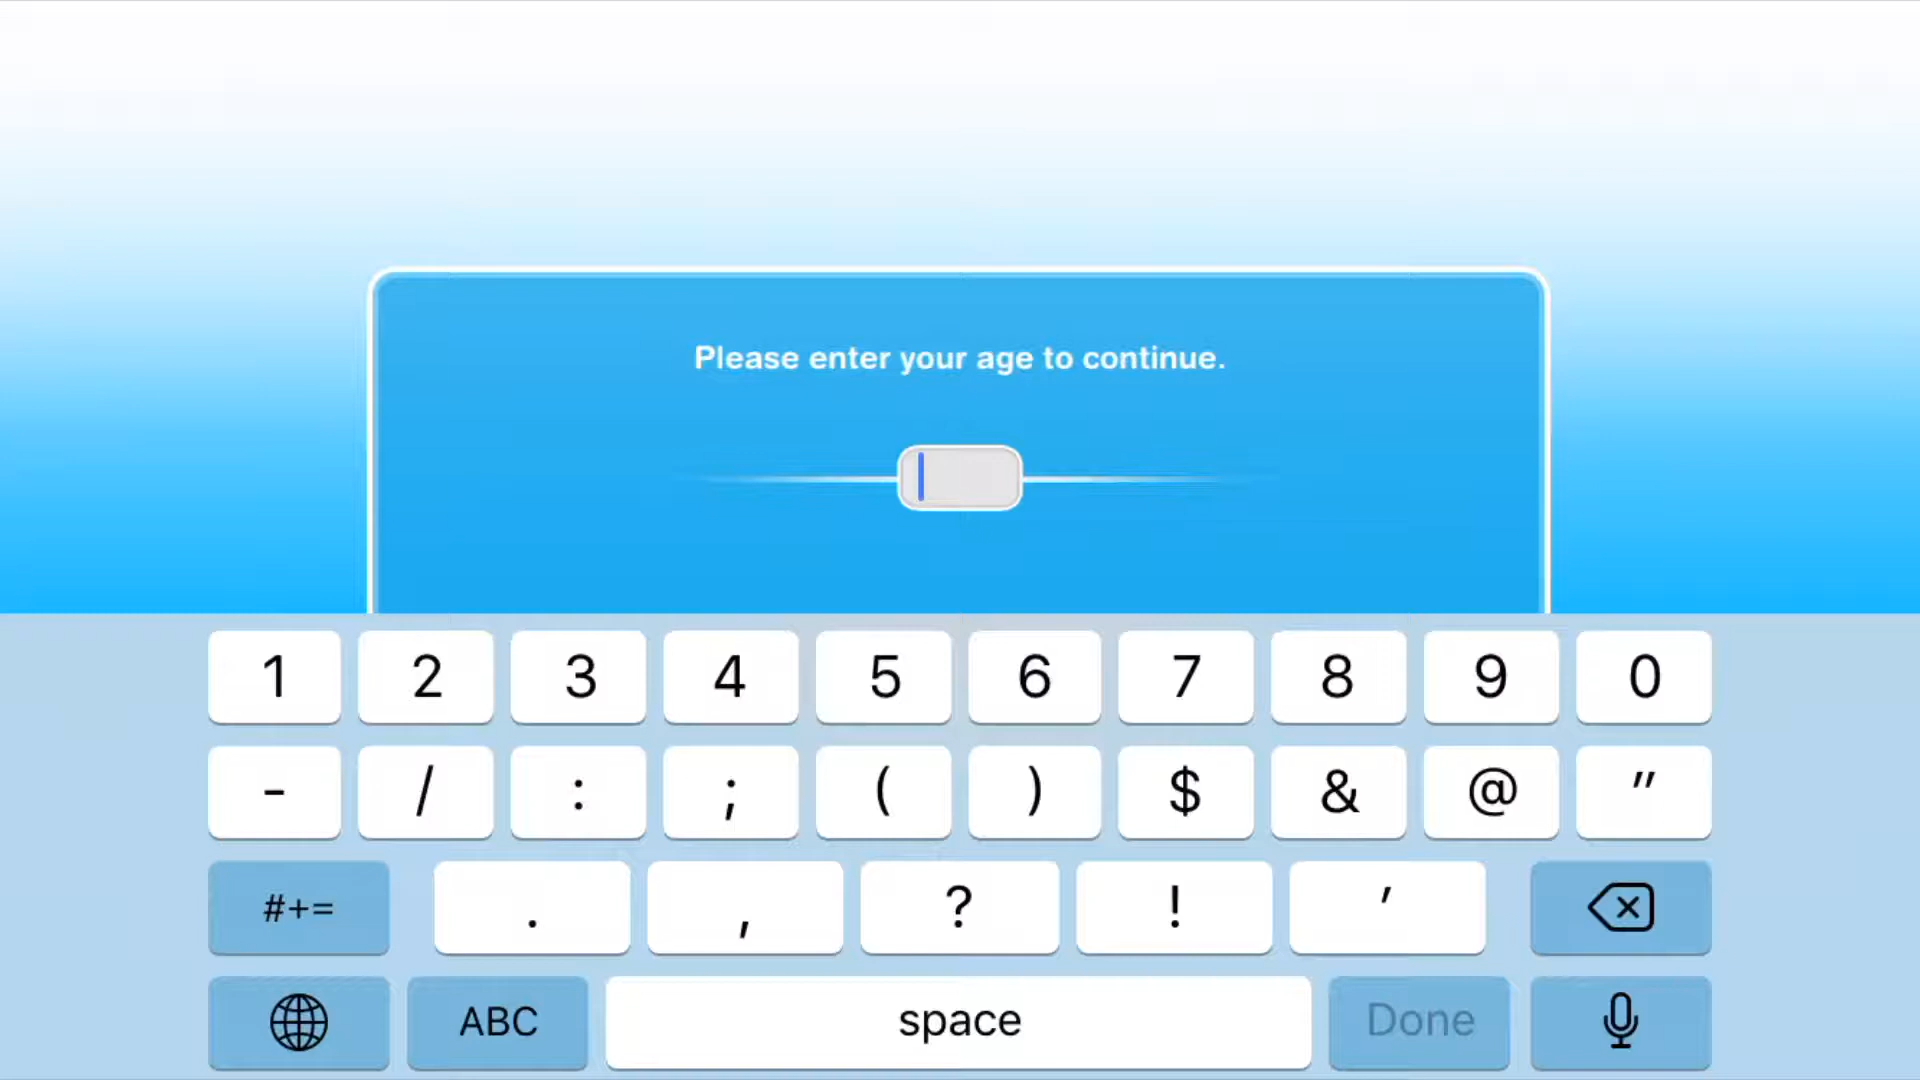 Please enter your age to continue.
1 2 3 4 5 6 7 8 9 0
- / : ; ( ) $ & @ "
#+= . , ? ! '
ABC space Done